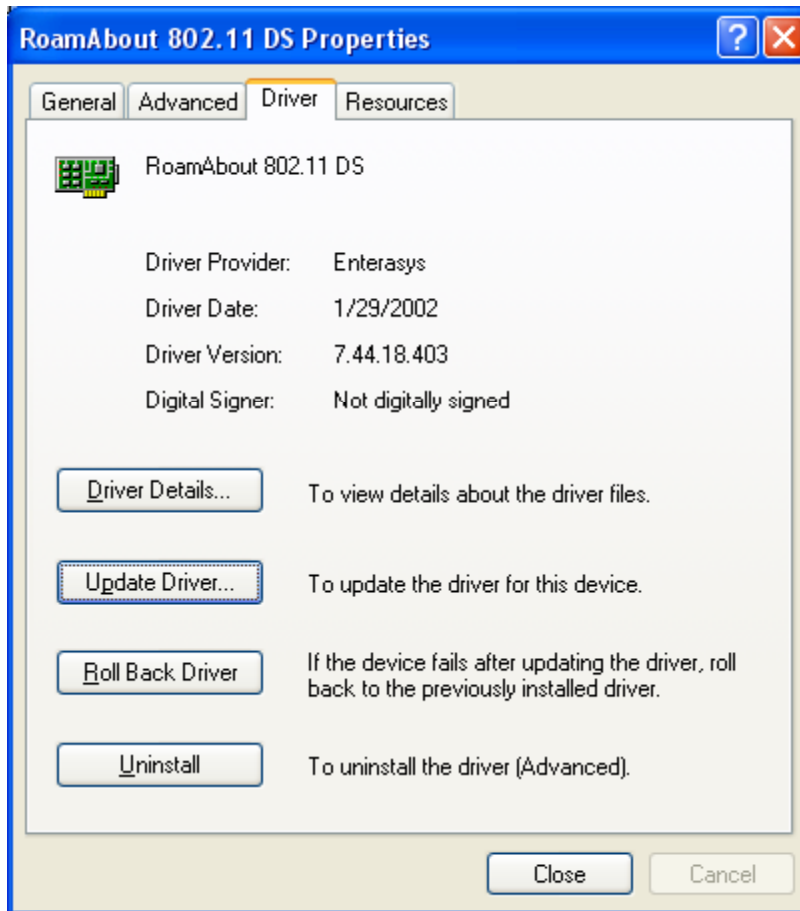 RoamAbout 802.11 DS Properties
General Advanced Driver Resources
RoamAbout 802.11 DS
Driver Provider: Enterasys
Driver Date: 1/29/2002
Driver Version: 7.44.18.403
Digital Signer: Not digitally signed
Driver Details... To view details about the driver files.
Update Driver... To update the driver for this device.
Roll Back Driver If the device fails after updating the driver, roll
back to the previously installed driver.
Uninstall To uninstall the driver (Advanced).
Close Cancel